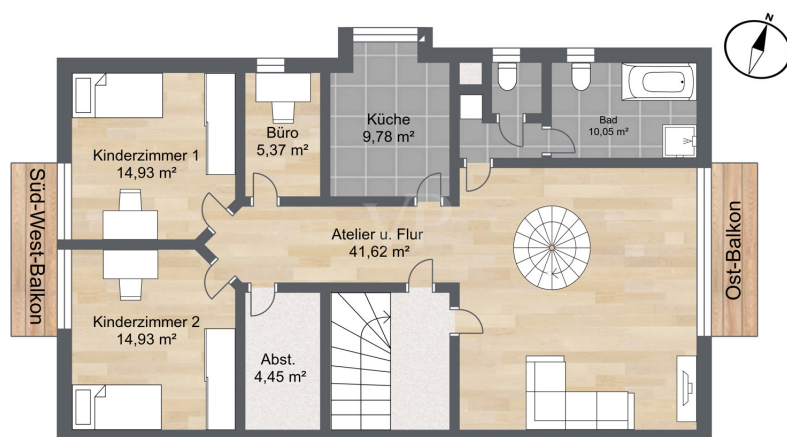 N
Küche
9,78 m²
Büro
5,37 m²
Bad
10,05 m²
Kinderzimmer 1
14,93 m²
Süd-West-Balkon
Atelier u. Flur
41,62 m²
Ost-Balkon
Kinderzimmer 2
14,93 m²
Abst.
4,45 m²